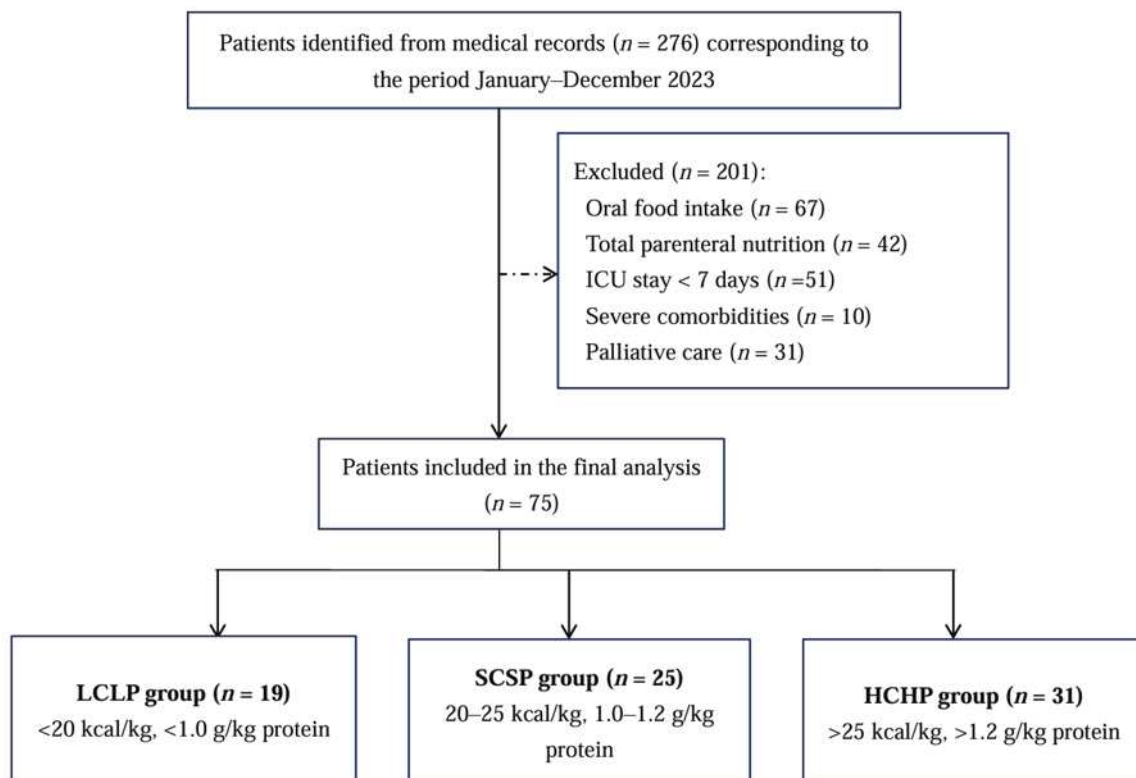 Patients identified from medical records (n = 276) corresponding to
the period January–December 2023
Excluded (n = 201):
Oral food intake (n = 67)
Total parenteral nutrition (n = 42)
ICU stay < 7 days (n =51)
Severe comorbidities (n = 10)
Palliative care (n = 31)
Patients included in the final analysis
(n = 75)
LCLP group (n = 19)
<20 kcal/kg, <1.0 g/kg protein
SCSP group (n = 25)
20–25 kcal/kg, 1.0–1.2 g/kg
protein
HCHP group (n = 31)
>25 kcal/kg, >1.2 g/kg protein